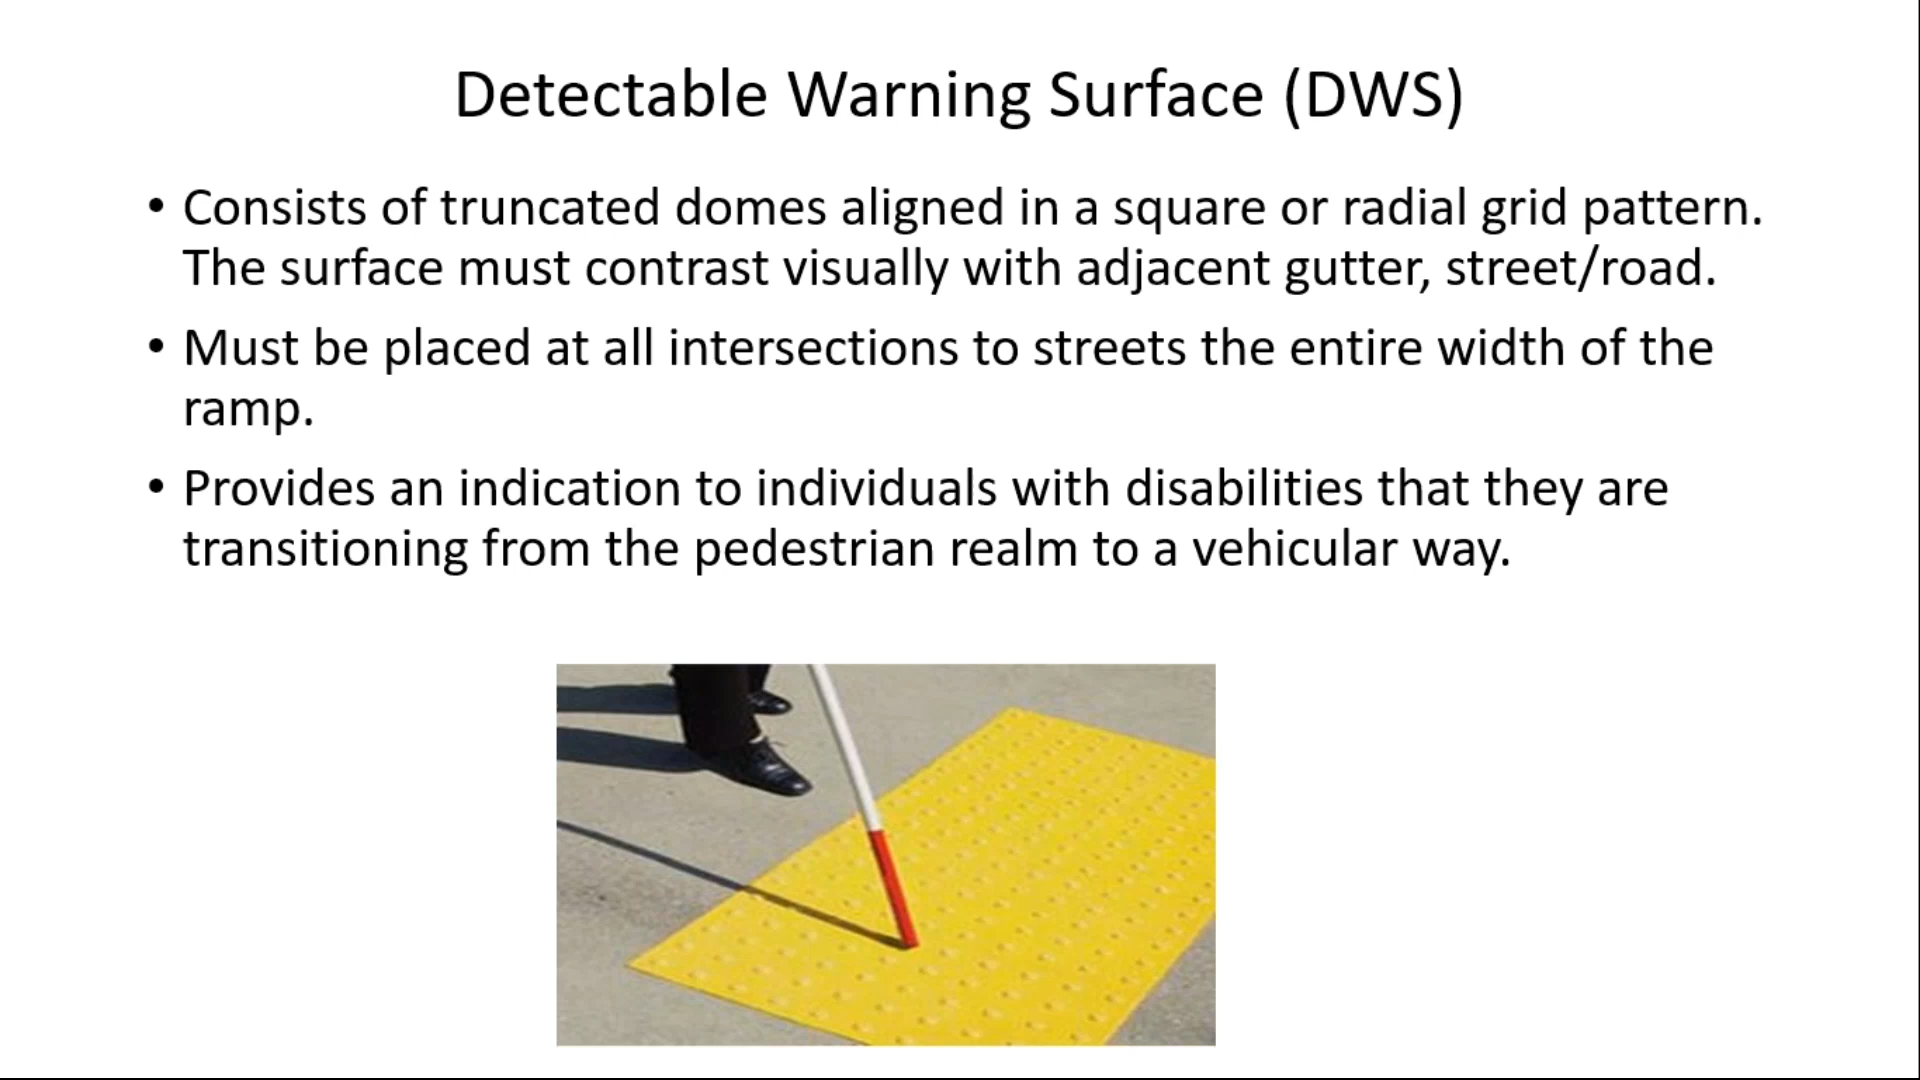 Detectable Warning Surface (DWS)
• Consists of truncated domes aligned in a square or radial grid pattern.
The surface must contrast visually with adjacent gutter, street/road.
• Must be placed at all intersections to streets the entire width of the
ramp.
• Provides an indication to individuals with disabilities that they are
transitioning from the pedestrian realm to a vehicular way.